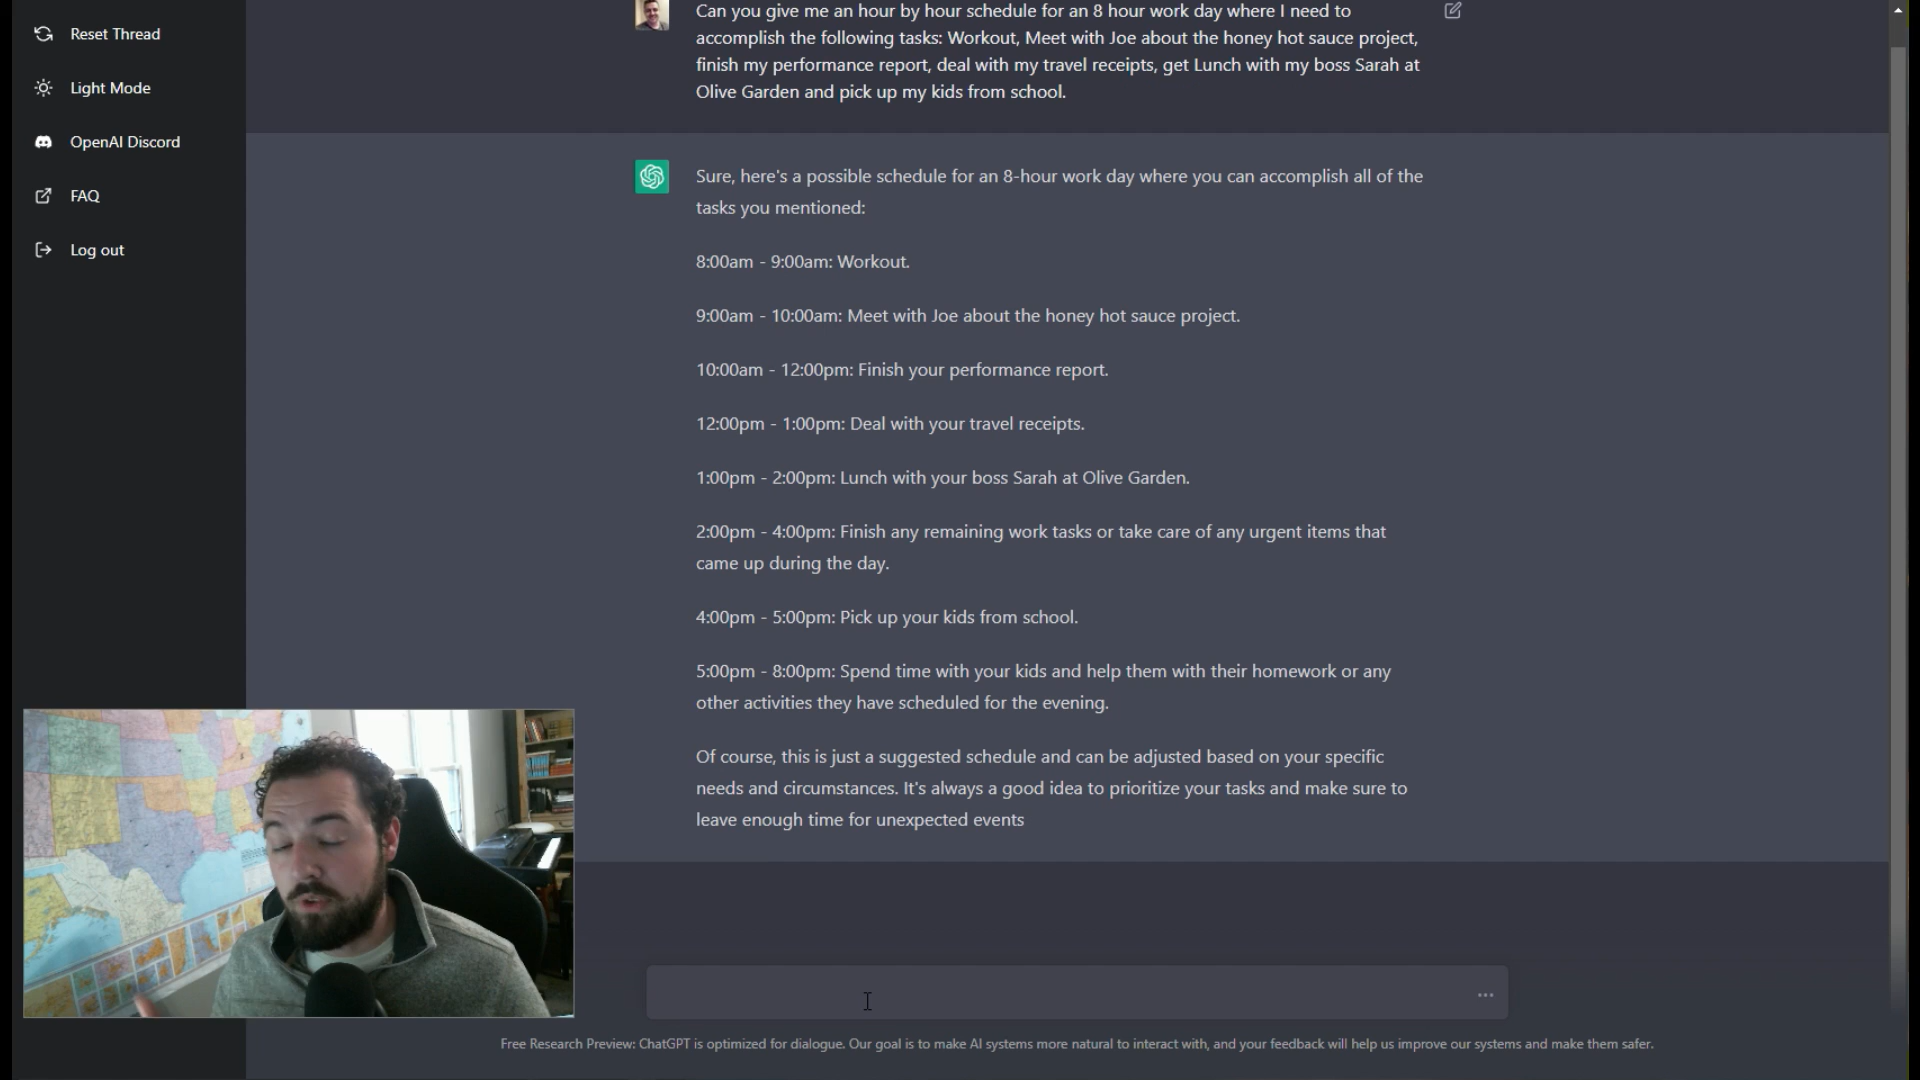 Reset Thread
Light Mode
OpenAI Discord
FAQ
Log out
Can you give me an hour by hour schedule for an 8 hour work day where I need to
accomplish the following tasks: Workout, Meet with Joe about the honey hot sauce project,
finish my performance report, deal with my travel receipts, get Lunch with my boss Sarah at
Olive Garden and pick up my kids from school.
Sure, here's a possible schedule for an 8-hour work day where you can accomplish all of the
tasks you mentioned:
8:00am - 9:00am: Workout.
9:00am - 10:00am: Meet with Joe about the honey hot sauce project.
10:00am - 12:00pm: Finish your performance report.
12:00pm - 1:00pm: Deal with your travel receipts.
1:00pm - 2:00pm: Lunch with your boss Sarah at Olive Garden.
2:00pm - 4:00pm: Finish any remaining work tasks or take care of any urgent items that
came up during the day.
4:00pm - 5:00pm: Pick up your kids from school.
5:00pm - 8:00pm: Spend time with your kids and help them with their homework or any
other activities they have scheduled for the evening.
Of course, this is just a suggested schedule and can be adjusted based on your specific
needs and circumstances. It's always a good idea to prioritize your tasks and make sure to
leave enough time for unexpected events
Free Research Preview: ChatGPT is optimized for dialogue. Our goal is to make AI systems more natural to interact with, and your feedback will help us improve our systems and make them safer.